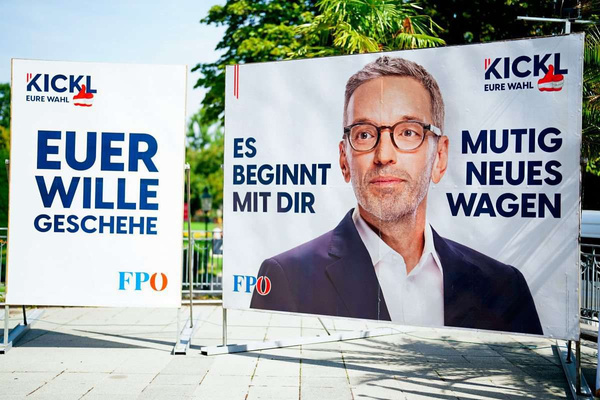 KICKL
EURE WAHL
EUER
WILLE
GESCHEHE
FPÖ
KICKL
EURE WAHL
ES
BEGINNT
MIT DIR
MUTIG
NEUES
WAGEN
FPÖ